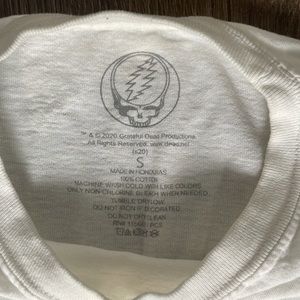 ™ & © 2020 Grateful Dead Productions.
All Rights Reserved. www.dead.net
(s20)
S
MADE IN HONDURAS
100% COTTON
MACHINE WASH COLD WITH LIKE COLORS
ONLY NON-CHLORINE BLEACH WHEN NEEDED
TUMBLE DRY LOW
DO NOT IRON IF DECORATED
DO NOT DRY CLEAN
RN#